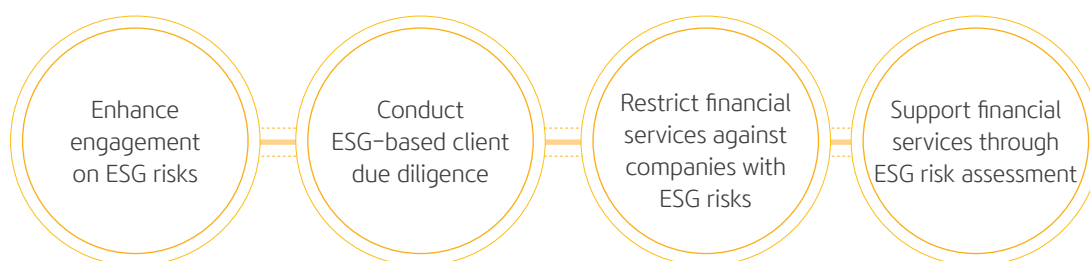 Enhance
engagement
on ESG risks
Conduct
ESG-based client
due diligence
Restrict financial
services against
companies with
ESG risks
Support financial
services through
ESG risk assessment